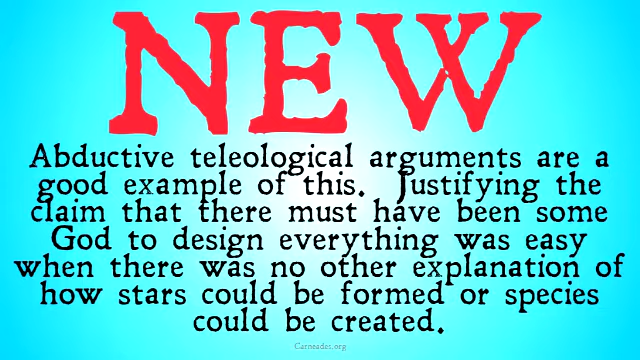 NEW
Abductive teleological arguments are a
good example of this. Justifying the
claim that there must have been some
God to design everything was easy
when there was no other explanation of
how stars could be formed or species
could be created.
Carneades.org